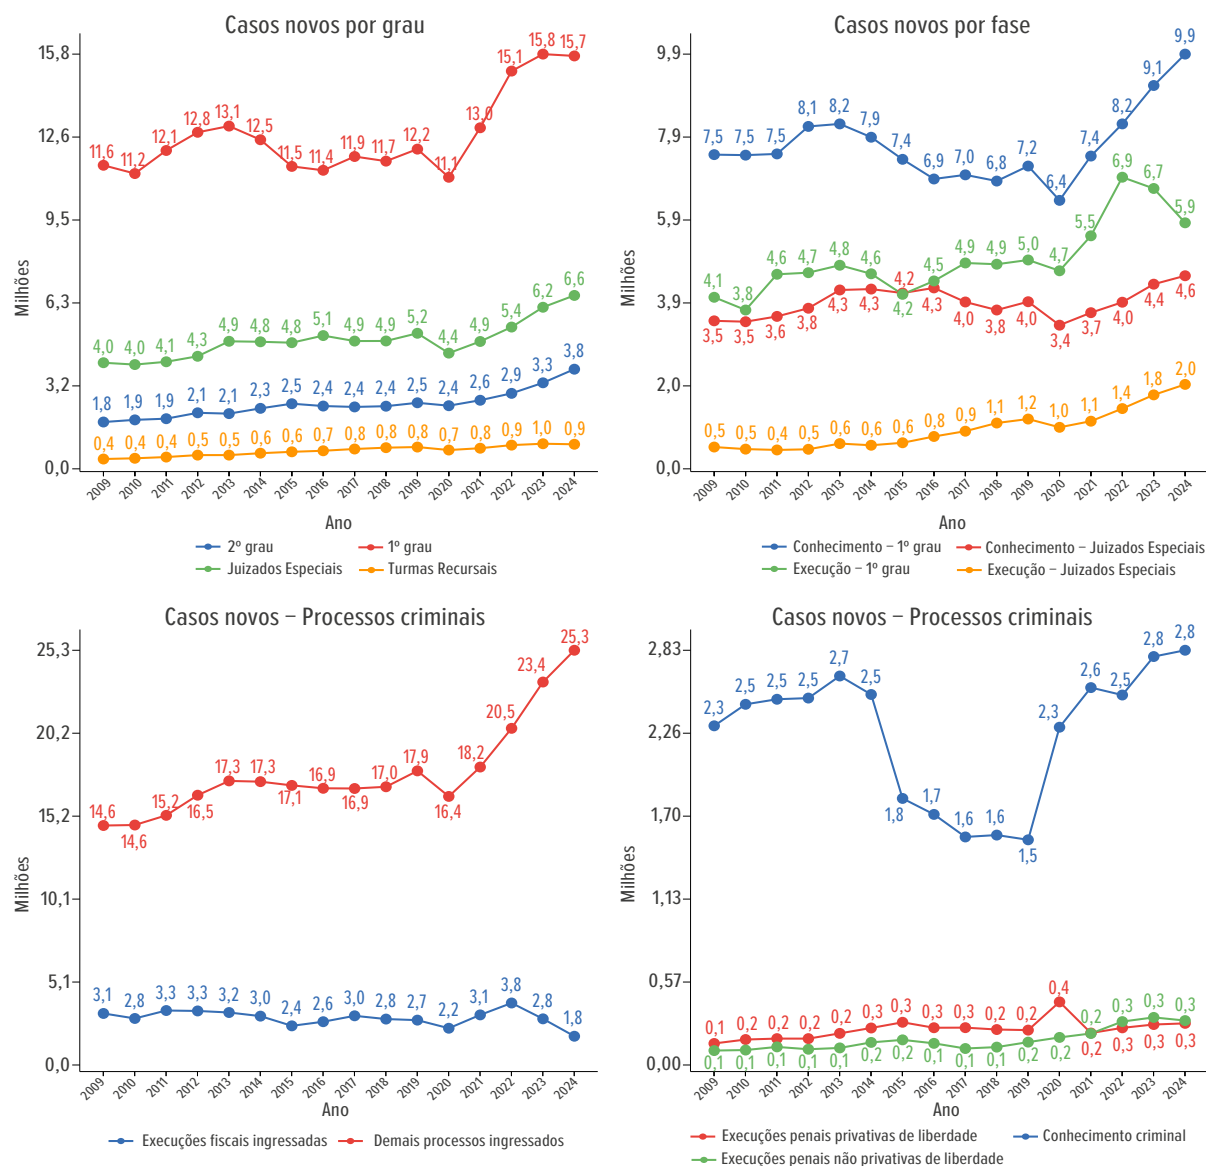 Casos novos por grau
Milhões
15,8
12,6
9,5
6,3
3,2
0,0
11,6 11,2 12,1 12,8 13,1 12,5 11,5 11,4 11,9 11,7 12,2 11,1 13,0 15,1 15,8 15,7
4,0 4,0 4,1 4,3 4,9 4,8 4,8 5,1 4,9 4,9 5,2 4,4 4,9 5,4 6,2 6,6
1,8 1,9 1,9 2,1 2,1 2,3 2,5 2,4 2,4 2,4 2,5 2,4 2,6 2,9 3,3 3,8
0,4 0,4 0,4 0,5 0,5 0,6 0,6 0,7 0,8 0,8 0,8 0,7 0,8 0,9 1,0 0,9
2009 2010 2011 2012 2013 2014 2015 2016 2017 2018 2019 2020 2021 2022 2023 2024
Ano
2º grau 1º grau
Juizados Especiais Turmas Recursais
Casos novos por fase
Milhões
9,9
7,9
5,9
3,9
2,0
0,0
7,5 7,5 7,5 8,1 8,2 7,9 7,4 6,9 7,0 6,8 7,2 6,4 7,4 8,2 9,1 9,9
4,1 3,8 4,6 4,7 4,8 4,6 4,2 4,5 4,9 4,9 5,0 4,7 5,5 6,9 6,7 5,9
3,5 3,5 3,6 3,8 4,3 4,3 4,2 4,3 4,0 3,8 4,0 3,4 3,7 4,0 4,4 4,6
0,5 0,5 0,4 0,5 0,6 0,6 0,6 0,8 0,9 1,1 1,2 1,0 1,1 1,4 1,8 2,0
2009 2010 2011 2012 2013 2014 2015 2016 2017 2018 2019 2020 2021 2022 2023 2024
Ano
Conhecimento – 1º grau Conhecimento – Juizados Especiais
Execução – 1º grau Execução – Juizados Especiais
Casos novos – Processos criminais
Milhões
25,3
20,2
15,2
10,1
5,1
0,0
14,6 14,6 15,2 16,5 17,3 17,3 17,1 16,9 16,9 17,0 17,9 16,4 18,2 20,5 23,4 25,3
3,1 2,8 3,3 3,3 3,2 3,0 2,4 2,6 3,0 2,8 2,7 2,2 3,1 3,8 2,8 1,8
2009 2010 2011 2012 2013 2014 2015 2016 2017 2018 2019 2020 2021 2022 2023 2024
Ano
Execuções fiscais ingressadas Demais processos ingressados
Casos novos – Processos criminais
Milhões
2,83
2,26
1,70
1,13
0,57
0,00
2,3 2,5 2,5 2,5 2,7 2,5 1,8 1,7 1,6 1,6 1,5 2,3 2,6 2,5 2,8 2,8
0,1 0,2 0,2 0,2 0,2 0,3 0,3 0,3 0,3 0,2 0,2 0,4 0,2 0,3 0,3 0,3
0,1 0,1 0,1 0,1 0,1 0,2 0,2 0,1 0,1 0,1 0,2 0,2 0,2 0,3 0,3 0,3
2009 2010 2011 2012 2013 2014 2015 2016 2017 2018 2019 2020 2021 2022 2023 2024
Ano
Execuções penais privativas de liberdade Conhecimento criminal
Execuções penais não privativas de liberdade